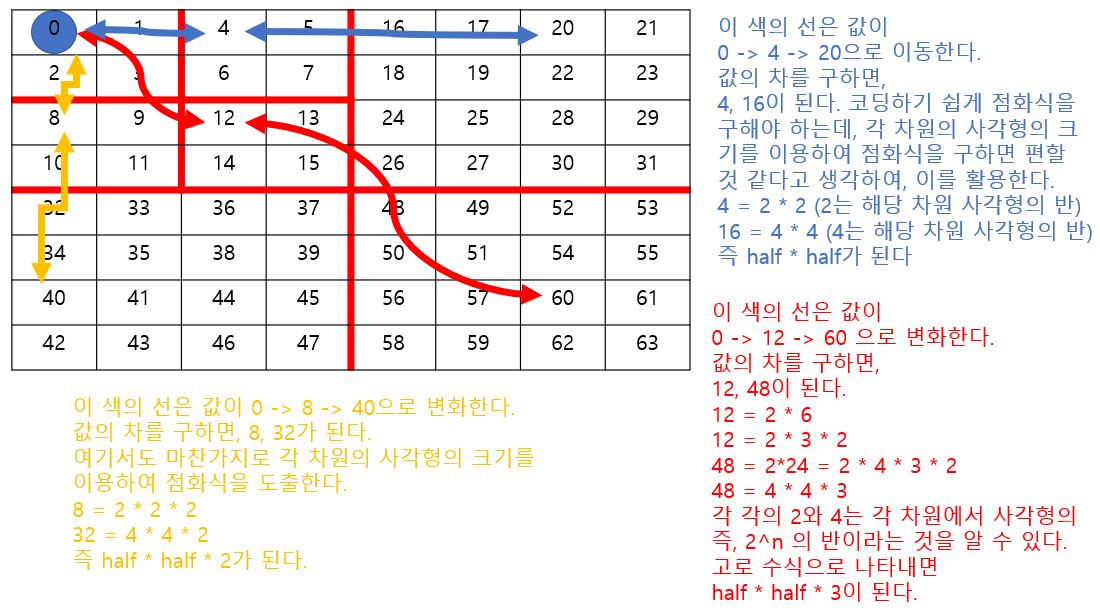 0 1 4 5 16 17 20 21
2 3 6 7 18 19 22 23
8 9 12 13 24 25 28 29
10 11 14 15 26 27 30 31
32 33 36 37 48 49 52 53
34 35 38 39 50 51 54 55
40 41 44 45 56 57 60 61
42 43 46 47 58 59 62 63
이 색의 선은 값이
0 -> 4 -> 20으로 이동한다.
값의 차를 구하면,
4, 16이 된다. 코딩하기 쉽게 점화식을
구해야 하는데, 각 차원의 사각형의 크
기를 이용하여 점화식을 구하면 편할
것 같다고 생각하여, 이를 활용한다.
4 = 2 * 2 (2는 해당 차원 사각형의 반)
16 = 4 * 4 (4는 해당 차원 사각형의 반)
즉 half * half가 된다
이 색의 선은 값이
0 -> 12 -> 60 으로 변화한다.
값의 차를 구하면,
12, 48이 된다.
12 = 2 * 6
12 = 2 * 3 * 2
48 = 2*24 = 2 * 4 * 3 * 2
48 = 4 * 4 * 3
각 각의 2와 4는 각 차원에서 사각형의
즉, 2^n 의 반이라는 것을 알 수 있다.
고로 수식으로 나타내면
half * half * 3이 된다.
이 색의 선은 값이 0 -> 8 -> 40으로 변화한다.
값의 차를 구하면, 8, 32가 된다.
여기서도 마찬가지로 각 차원의 사각형의 크기를
이용하여 점화식을 도출한다.
8 = 2 * 2 * 2
32 = 4 * 4 * 2
즉 half * half * 2가 된다.